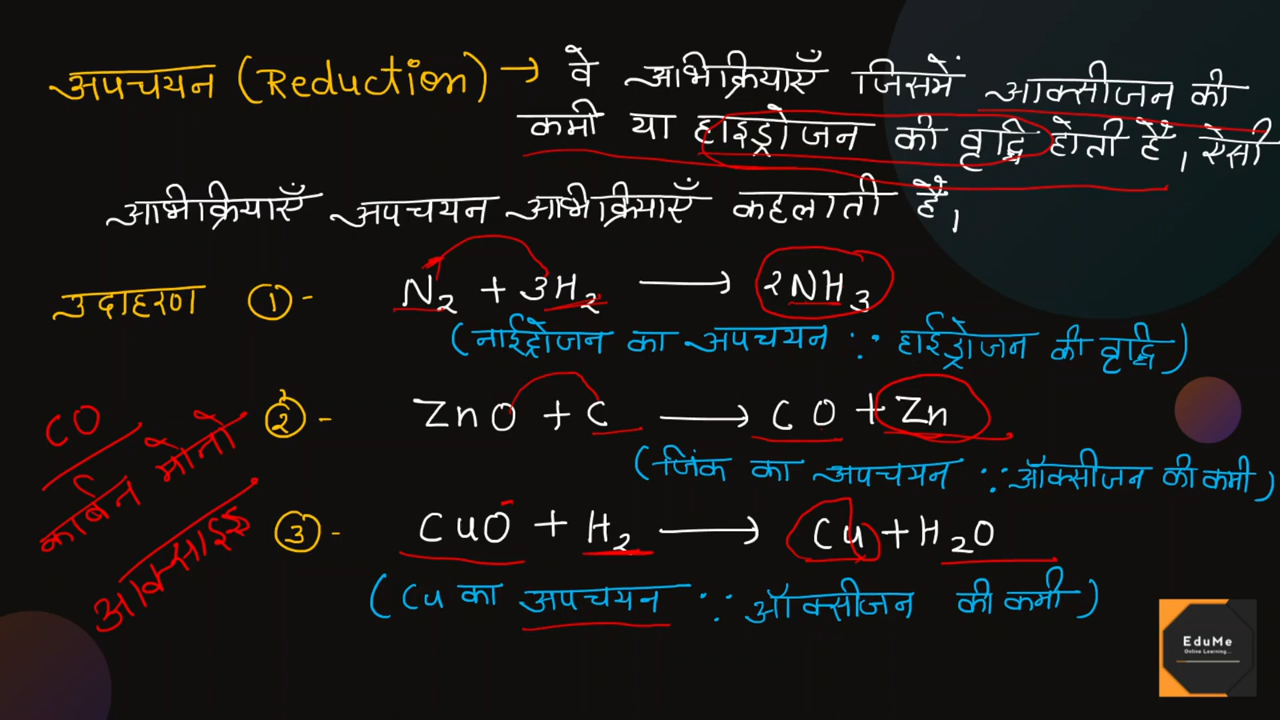 अपचयन (Reduction) → वे अभिक्रियाएँ जिसमें आक्सीजन की
कमी या हाइड्रोजन की वृद्धि होती हैं, ऐसी
अभिक्रियाएँ अपचयन अभिक्रियाएँ कहलाती हैं,
उदाहरण ① - N₂ + 3H₂ ⟶ 2NH₃
(नाईट्रोजन का अपचयन ∵ हाईड्रोजन की वृद्धि)
② - ZnO + C ⟶ CO + Zn
(जिंक का अपचयन ∵ ऑक्सीजन की कमी)
③ - CuO + H₂ ⟶ Cu + H₂O
(Cu का अपचयन ∵ ऑक्सीजन की कमी)
CO
कार्बन मोनो
आक्साइड
EduMe
Online Learning...